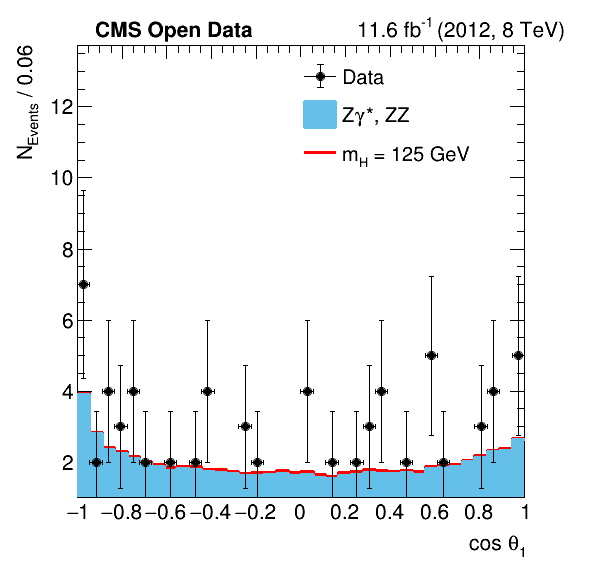 CMS Open Data 11.6 fb⁻¹ (2012, 8 TeV)
N_Events / 0.06
Data
Zγ*, ZZ
m_H = 125 GeV
12
10
8
6
4
2
−1 −0.8 −0.6 −0.4 −0.2 0 0.2 0.4 0.6 0.8 1
cos θ₁